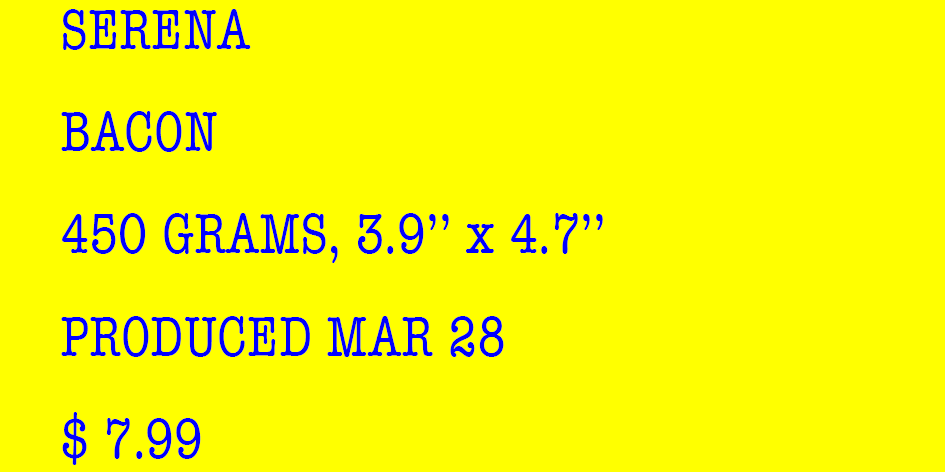 SERENA
BACON
450 GRAMS, 3.9’’ x 4.7’’
PRODUCED MAR 28
$ 7.99